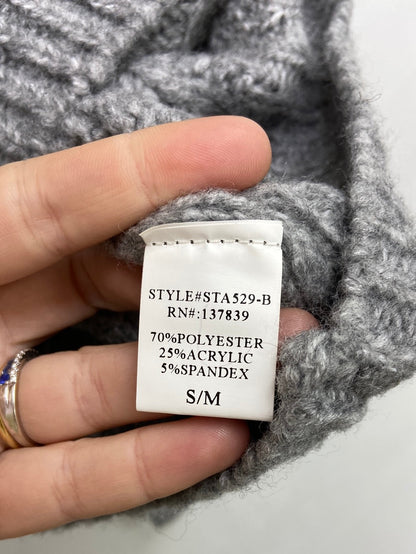 STYLE#STA529-B
RN#:137839
70%POLYESTER
25%ACRYLIC
5%SPANDEX
S/M